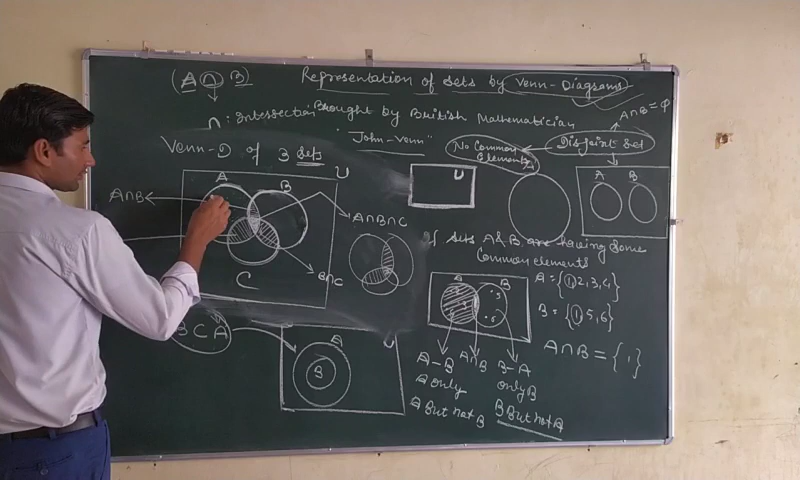 (A ∩ B)
Representation of Sets by Venn-Diagrams
∩: Intersection
Brought by British Mathematician
"John-Venn"
A∩B=φ
Disjoint Set
No Common
Elements
Venn-D of 3 Sets
U
A
B
C
A∩B
A∩B∩C
B∩C
U
A B
If sets A&B are having Some
Common elements
A B
5
6
A = {1,2,3,4}
B = {1,5,6}
A∩B = {1}
A-B
A only
A But not B
A∩B
B-A
only B
B But not A
B⊂A
U
A
B